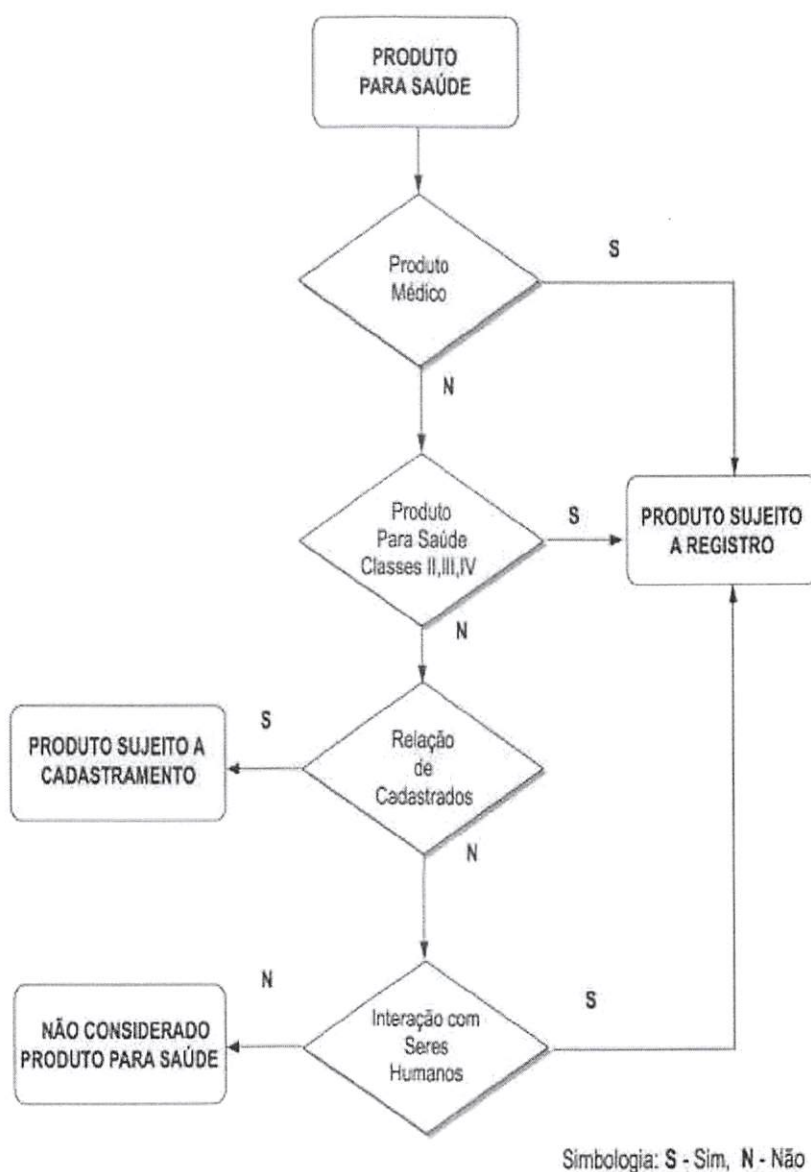 PRODUTO
PARA SAÚDE
Produto
Médico
S
N
Produto
Para Saúde
Classes II,III,IV
S
PRODUTO SUJEITO
A REGISTRO
N
PRODUTO SUJEITO A
CADASTRAMENTO
S
Relação
de
Cadastrados
N
NÃO CONSIDERADO
PRODUTO PARA SAÚDE
N
Interação com
Seres
Humanos
S
Simbologia: S - Sim, N - Não